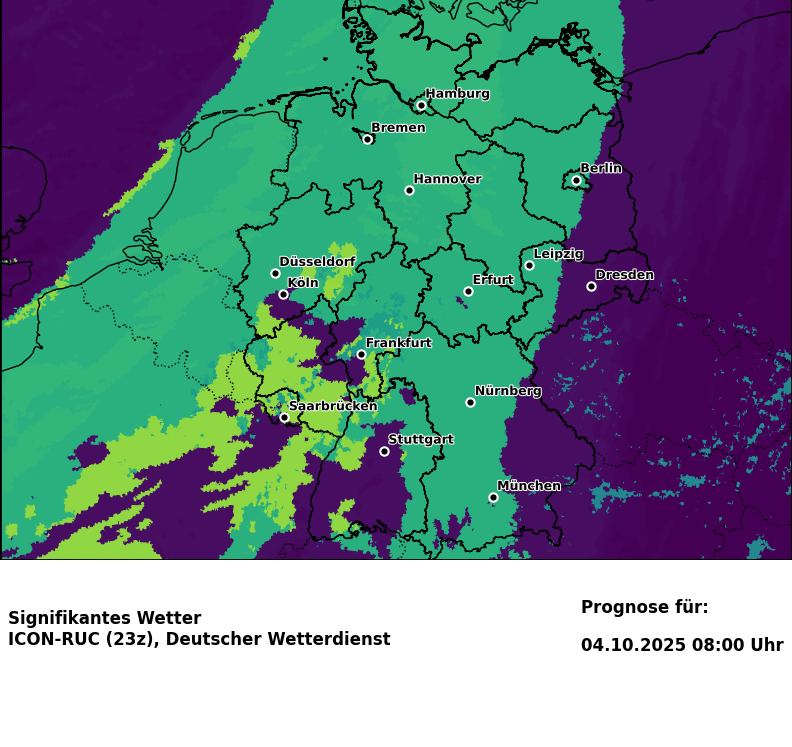 Hamburg
Bremen
Berlin
Hannover
Leipzig
Düsseldorf
Dresden
Köln
Erfurt
Frankfurt
Nürnberg
Saarbrücken
Stuttgart
München
Signifikantes Wetter
ICON-RUC (23z), Deutscher Wetterdienst
Prognose für:
04.10.2025 08:00 Uhr